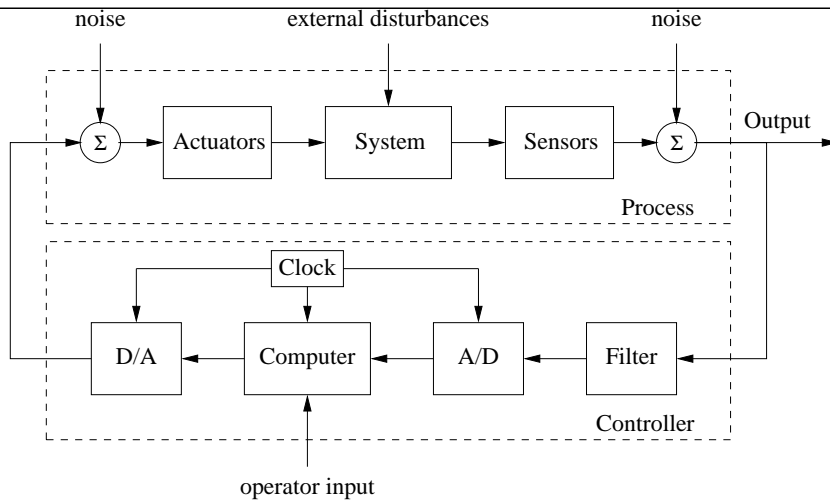 noise
external disturbances
noise
Output
Σ
Actuators
System
Sensors
Σ
Process
Clock
D/A
Computer
A/D
Filter
Controller
operator input